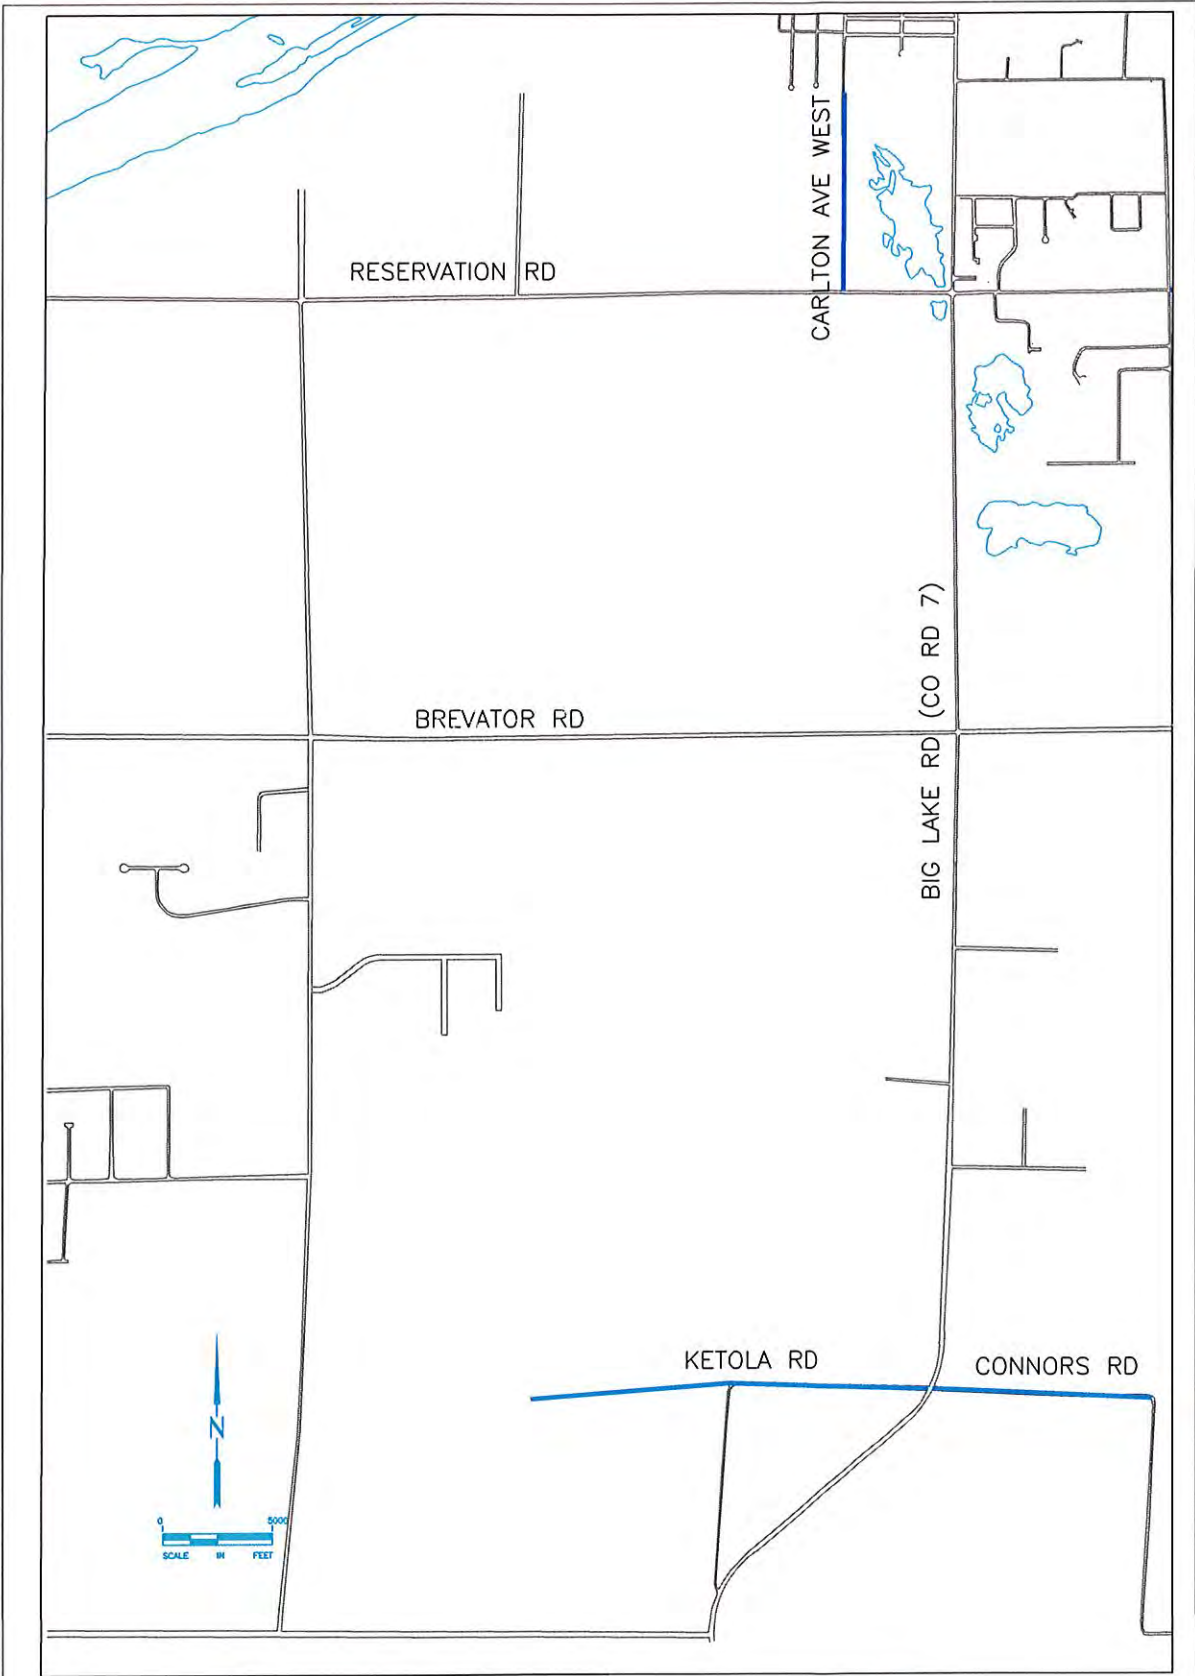 CARLTON AVE WEST
RESERVATION RD
BIG LAKE RD (CO RD 7)
BREVATOR RD
KETOLA RD
CONNORS RD
N
0 5000
SCALE IN FEET